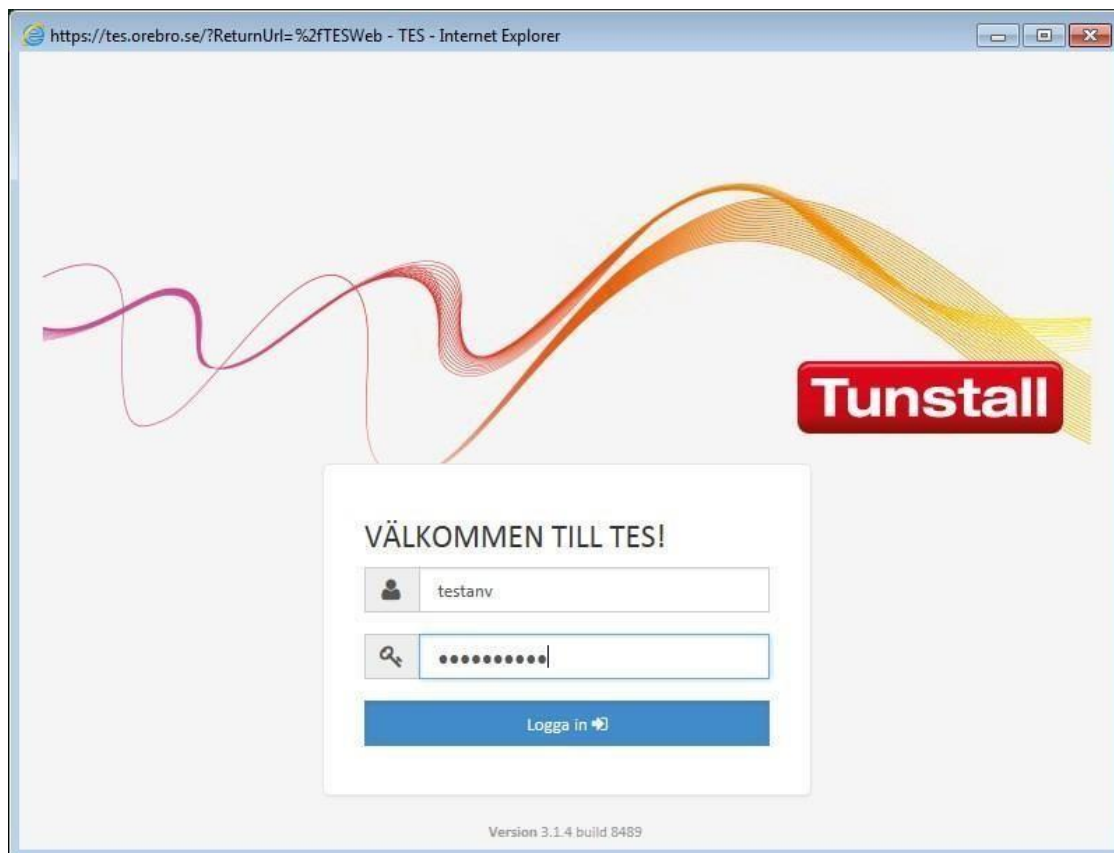 https://tes.orebro.se/?ReturnUrl=%2fTESWeb - TES - Internet Explorer
Tunstall
VÄLKOMMEN TILL TES!
testanv
●●●●●●●●●●
Logga in
Version 3.1.4 build 8489